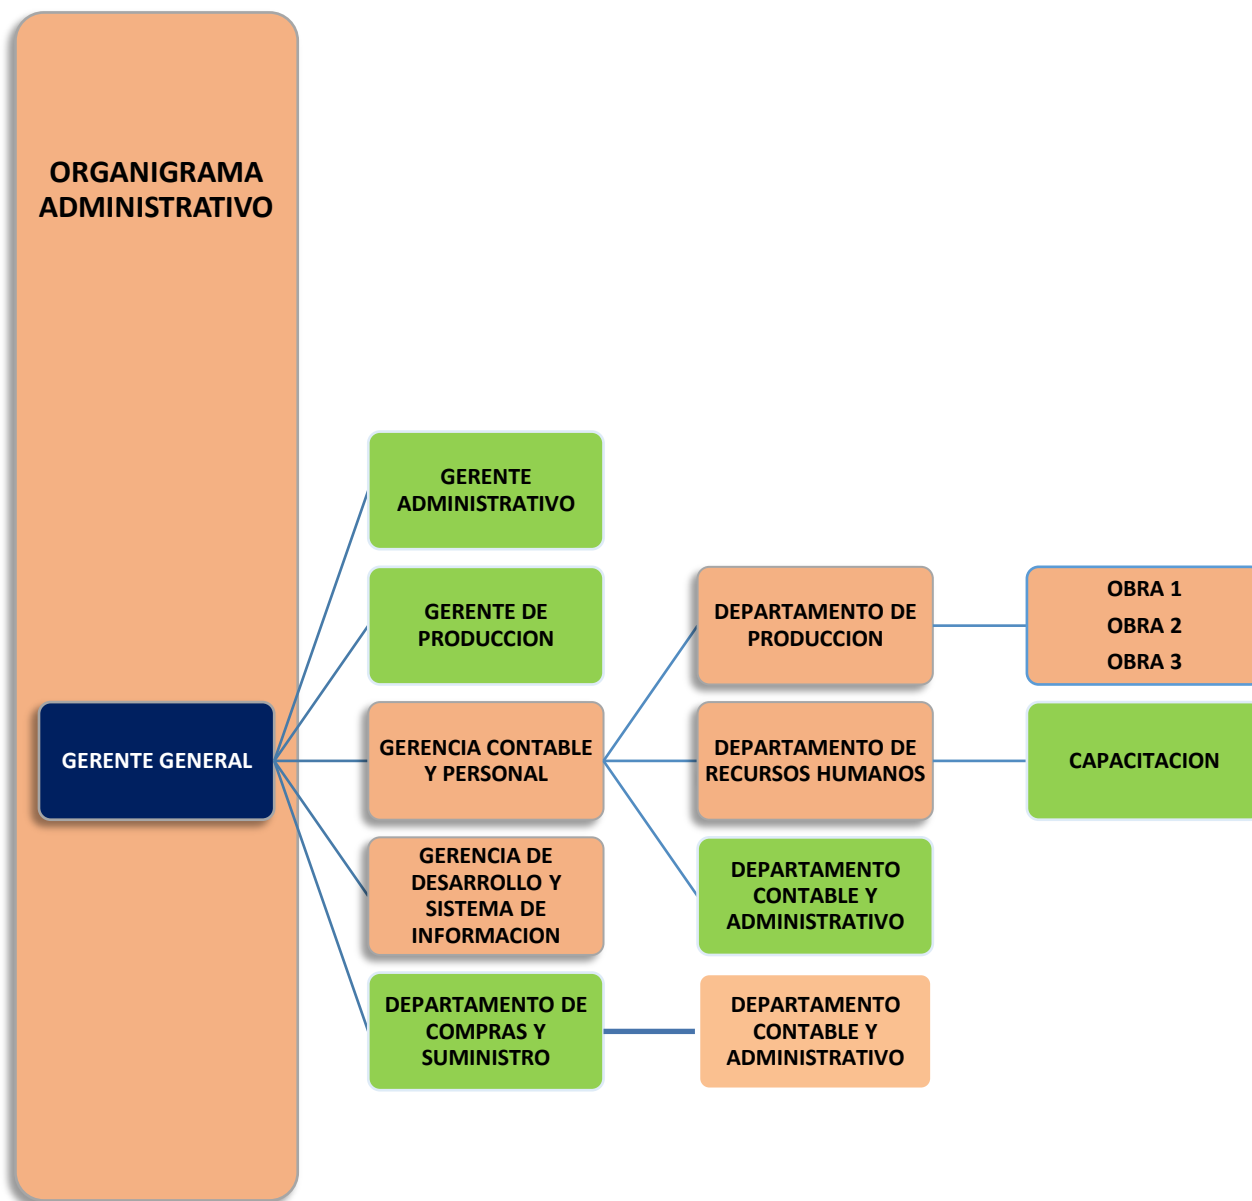 ORGANIGRAMA
ADMINISTRATIVO
GERENTE GENERAL
GERENTE
ADMINISTRATIVO
GERENTE DE
PRODUCCION
GERENCIA CONTABLE
Y PERSONAL
GERENCIA DE
DESARROLLO Y
SISTEMA DE
INFORMACION
DEPARTAMENTO DE
COMPRAS Y
SUMINISTRO
DEPARTAMENTO DE
PRODUCCION
DEPARTAMENTO DE
RECURSOS HUMANOS
DEPARTAMENTO
CONTABLE Y
ADMINISTRATIVO
DEPARTAMENTO
CONTABLE Y
ADMINISTRATIVO
OBRA 1
OBRA 2
OBRA 3
CAPACITACION